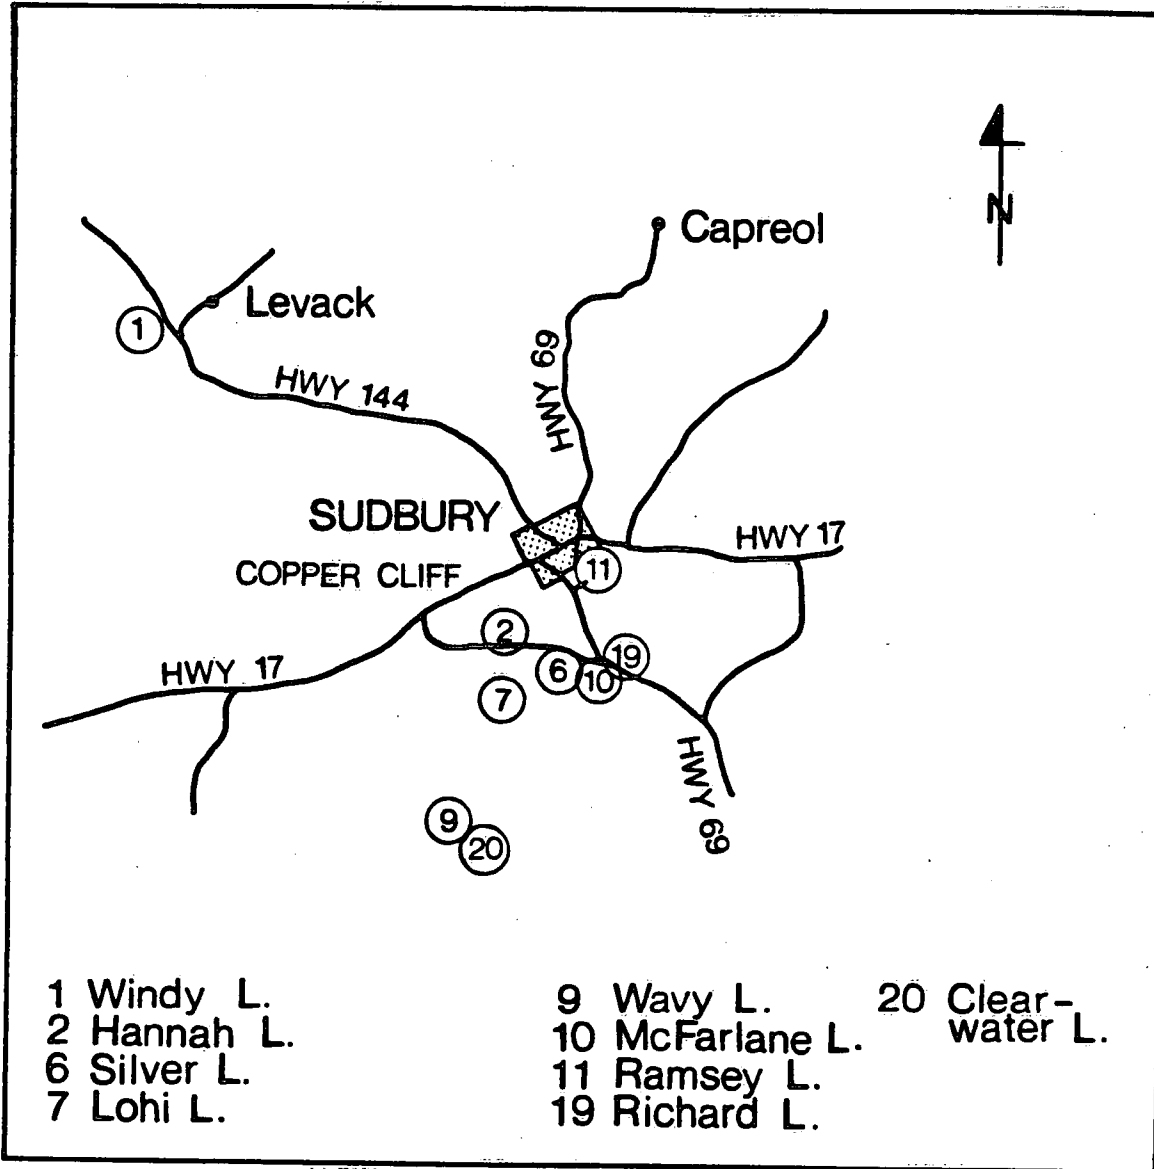 N
Capreol
Levack
1
HWY 144
HWY 69
SUDBURY
HWY 17
COPPER CLIFF
11
2
19
6
10
HWY 17
7
HWY 69
9
20
1 Windy L.
2 Hannah L.
6 Silver L.
7 Lohi L.
9 Wavy L.
10 McFarlane L.
11 Ramsey L.
19 Richard L.
20 Clear-
water L.